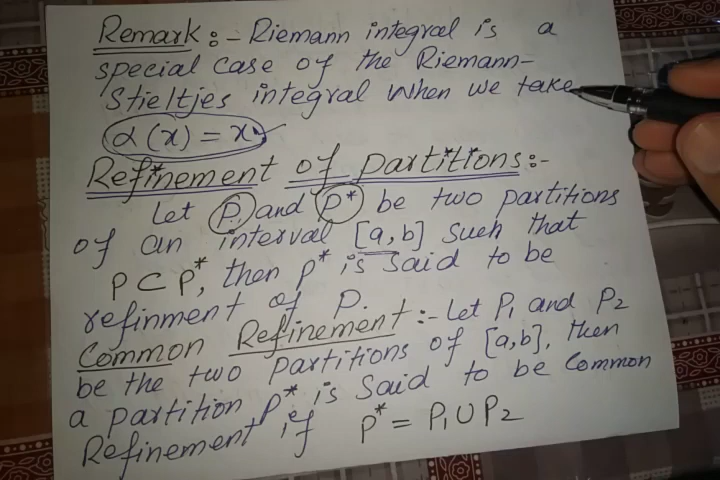 Remark :- Riemann integral is a
special case of the Riemann-
Stieltjes integral when we take
α(x) = x.
Refinement of partitions :-
Let P, and P* be two partitions
of an interval [a,b] such that
P ⊂ P*, then P* is said to be
refinment of P.
Common Refinement :- Let P1 and P2
be the two partitions of [a,b], then
a partition P* is said to be common
Refinement if P* = P1 ∪ P2